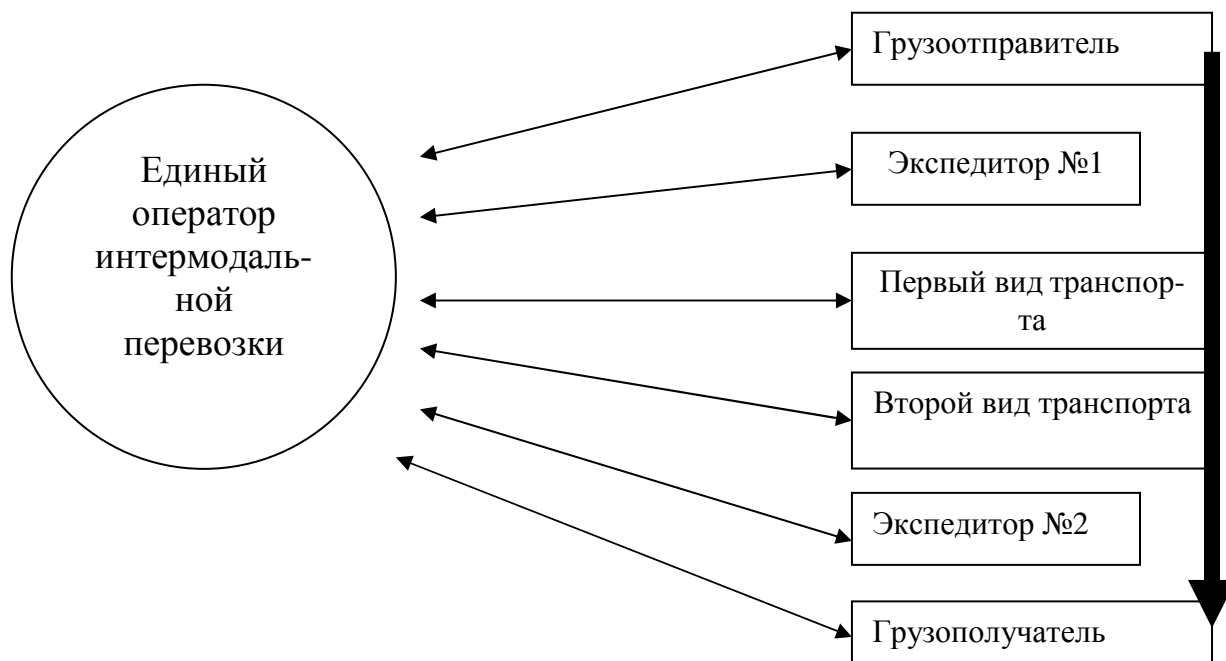 Грузоотправитель
Единый
оператор
интермодаль-
ной
перевозки
Экспедитор №1
Первый вид транспор-
та
Второй вид транспорта
Экспедитор №2
Грузополучатель